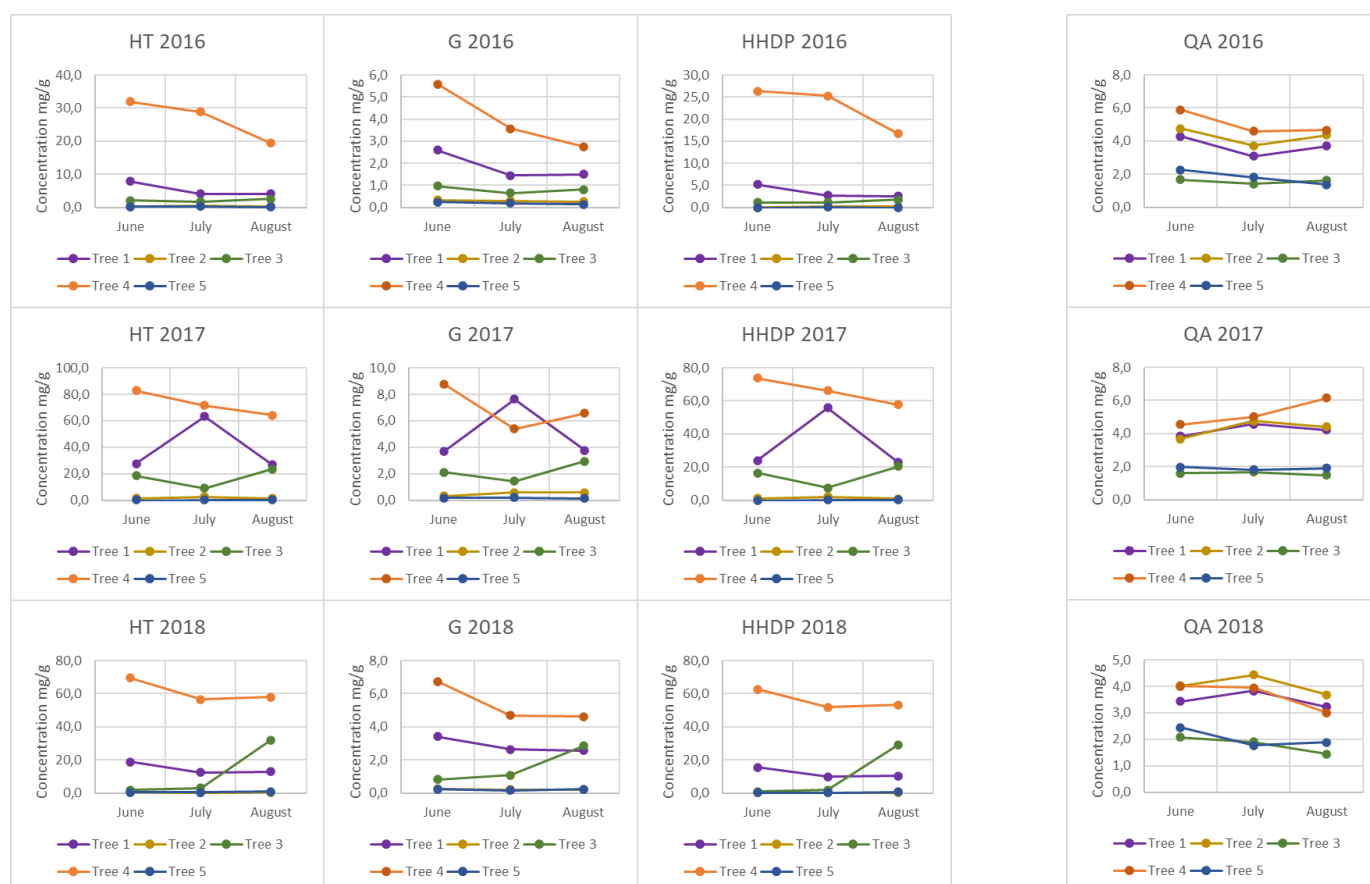 HT 2016
Concentration mg/g
40,0
30,0
20,0
10,0
0,0
June July August
Tree 1 Tree 2 Tree 3
Tree 4 Tree 5
G 2016
Concentration mg/g
6,0
5,0
4,0
3,0
2,0
1,0
0,0
June July August
Tree 1 Tree 2 Tree 3
Tree 4 Tree 5
HHDP 2016
Concentration mg/g
30,0
25,0
20,0
15,0
10,0
5,0
0,0
June July August
Tree 1 Tree 2 Tree 3
Tree 4 Tree 5
QA 2016
Concentration mg/g
8,0
6,0
4,0
2,0
0,0
June July August
Tree 1 Tree 2 Tree 3
Tree 4 Tree 5
HT 2017
Concentration mg/g
100,0
80,0
60,0
40,0
20,0
0,0
June July August
Tree 1 Tree 2 Tree 3
Tree 4 Tree 5
G 2017
Concentration mg/g
10,0
8,0
6,0
4,0
2,0
0,0
June July August
Tree 1 Tree 2 Tree 3
Tree 4 Tree 5
HHDP 2017
Concentration mg/g
80,0
60,0
40,0
20,0
0,0
June July August
Tree 1 Tree 2 Tree 3
Tree 4 Tree 5
QA 2017
Concentration mg/g
8,0
6,0
4,0
2,0
0,0
June July August
Tree 1 Tree 2 Tree 3
Tree 4 Tree 5
HT 2018
Concentration mg/g
80,0
60,0
40,0
20,0
0,0
June July August
Tree 1 Tree 2 Tree 3
Tree 4 Tree 5
G 2018
Concentration mg/g
8,0
6,0
4,0
2,0
0,0
June July August
Tree 1 Tree 2 Tree 3
Tree 4 Tree 5
HHDP 2018
Concentration mg/g
80,0
60,0
40,0
20,0
0,0
June July August
Tree 1 Tree 2 Tree 3
Tree 4 Tree 5
QA 2018
Concentration mg/g
5,0
4,0
3,0
2,0
1,0
0,0
June July August
Tree 1 Tree 2 Tree 3
Tree 4 Tree 5